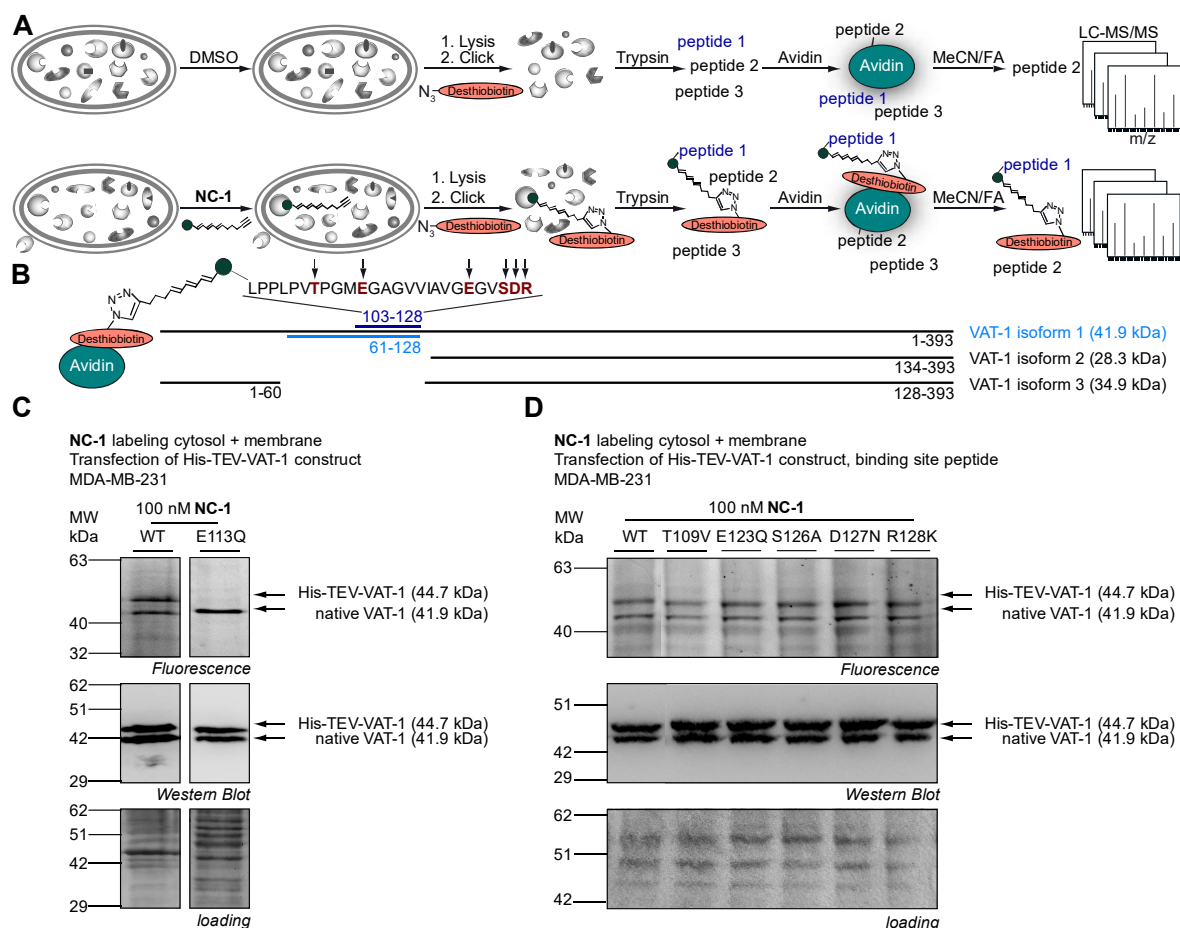 A
DMSO
1. Lysis
2. Click
N3
Desthiobiotin
Trypsin
peptide 1
peptide 2
peptide 3
Avidin
peptide 2
Avidin
peptide 1
peptide 3
MeCN/FA
peptide 2
LC-MS/MS
m/z
NC-1
1. Lysis
2. Click
N3
Desthiobiotin
N
N
N
Desthiobiotin
Trypsin
peptide 1
N
N
N
peptide 2
Desthiobiotin
peptide 3
Avidin
peptide 1
N
N
N
Desthiobiotin
Avidin
peptide 2
peptide 3
MeCN/FA
peptide 1
N
N
N
Desthiobiotin
peptide 2
B
LPPLPVTPGMEGAGVVIAVGEGVSDR
N
N
N
Desthiobiotin
Avidin
103-128
61-128
1-393
VAT-1 isoform 1 (41.9 kDa)
134-393
VAT-1 isoform 2 (28.3 kDa)
1-60
128-393
VAT-1 isoform 3 (34.9 kDa)
C
NC-1 labeling cytosol + membrane
Transfection of His-TEV-VAT-1 construct
MDA-MB-231
100 nM NC-1
MW
kDa
WT
E113Q
63
40
32
His-TEV-VAT-1 (44.7 kDa)
native VAT-1 (41.9 kDa)
Fluorescence
62
51
42
29
His-TEV-VAT-1 (44.7 kDa)
native VAT-1 (41.9 kDa)
Western Blot
62
51
42
29
loading
D
NC-1 labeling cytosol + membrane
Transfection of His-TEV-VAT-1 construct, binding site peptide
MDA-MB-231
100 nM NC-1
MW
kDa
WT T109V E123Q S126A D127N R128K
63
40
His-TEV-VAT-1 (44.7 kDa)
native VAT-1 (41.9 kDa)
Fluorescence
51
42
29
His-TEV-VAT-1 (44.7 kDa)
native VAT-1 (41.9 kDa)
Western Blot
62
51
42
loading